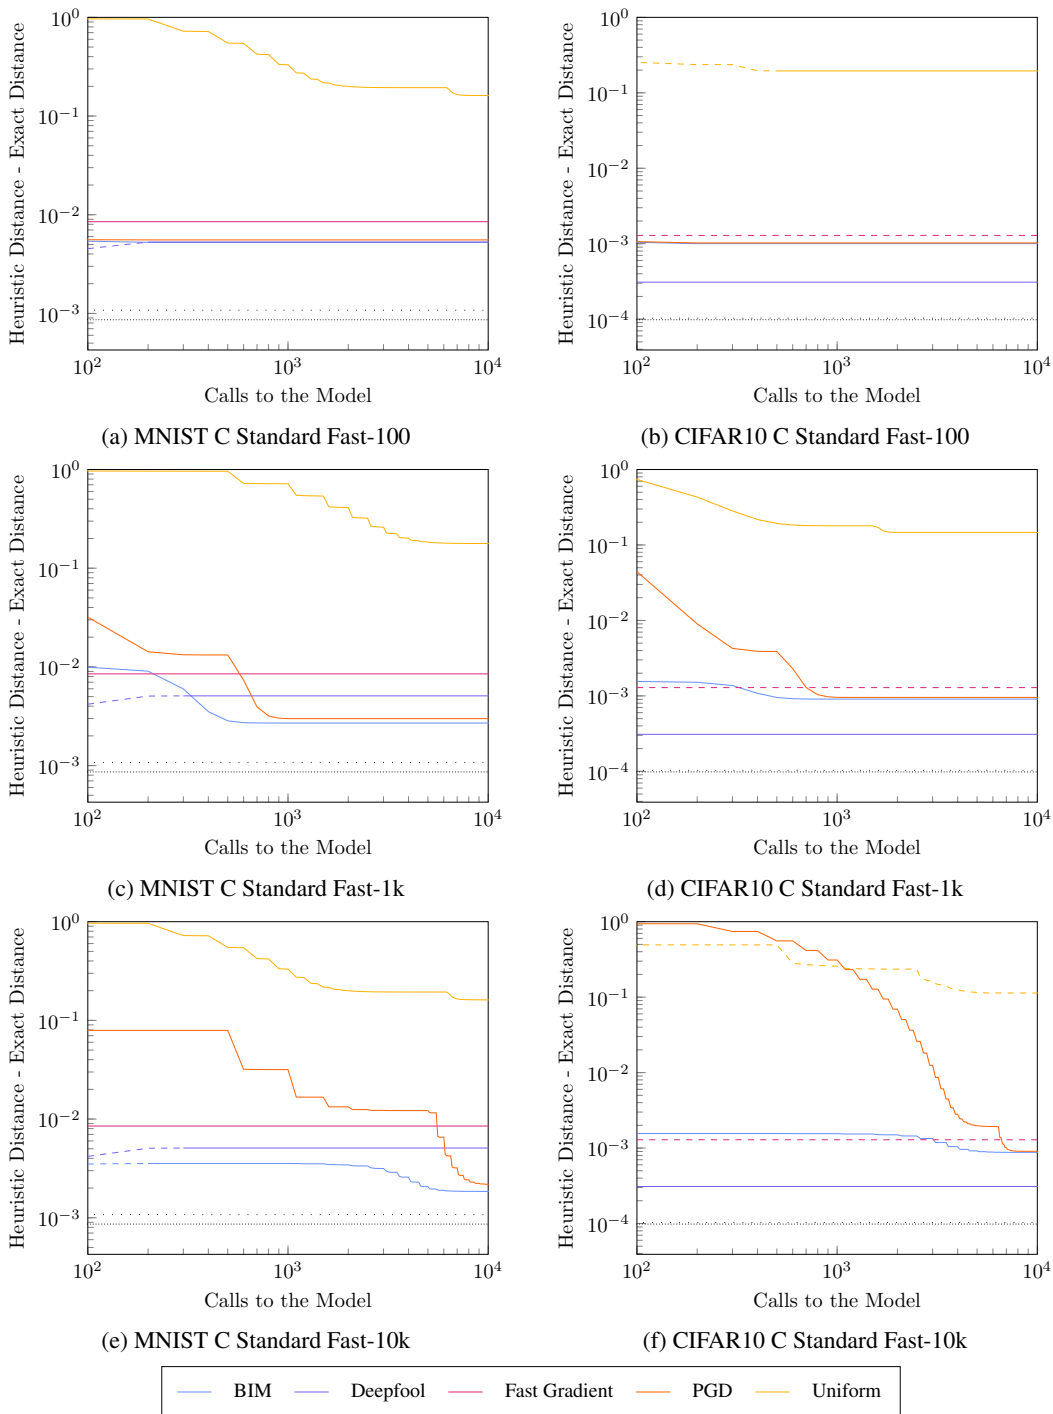 10^0
10^-1
10^-2
10^-3
10^2
10^3
10^4
Heuristic Distance - Exact Distance
Calls to the Model
(a) MNIST C Standard Fast-100
10^0
10^-1
10^-2
10^-3
10^-4
10^2
10^3
10^4
Heuristic Distance - Exact Distance
Calls to the Model
(b) CIFAR10 C Standard Fast-100
10^0
10^-1
10^-2
10^-3
10^2
10^3
10^4
Heuristic Distance - Exact Distance
Calls to the Model
(c) MNIST C Standard Fast-1k
10^0
10^-1
10^-2
10^-3
10^-4
10^2
10^3
10^4
Heuristic Distance - Exact Distance
Calls to the Model
(d) CIFAR10 C Standard Fast-1k
10^0
10^-1
10^-2
10^-3
10^2
10^3
10^4
Heuristic Distance - Exact Distance
Calls to the Model
(e) MNIST C Standard Fast-10k
10^0
10^-1
10^-2
10^-3
10^-4
10^2
10^3
10^4
Heuristic Distance - Exact Distance
Calls to the Model
(f) CIFAR10 C Standard Fast-10k
BIM Deepfool Fast Gradient PGD Uniform